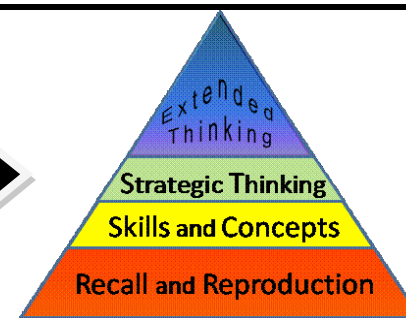 Extended
Thinking
Strategic Thinking
Skills and Concepts
Recall and Reproduction